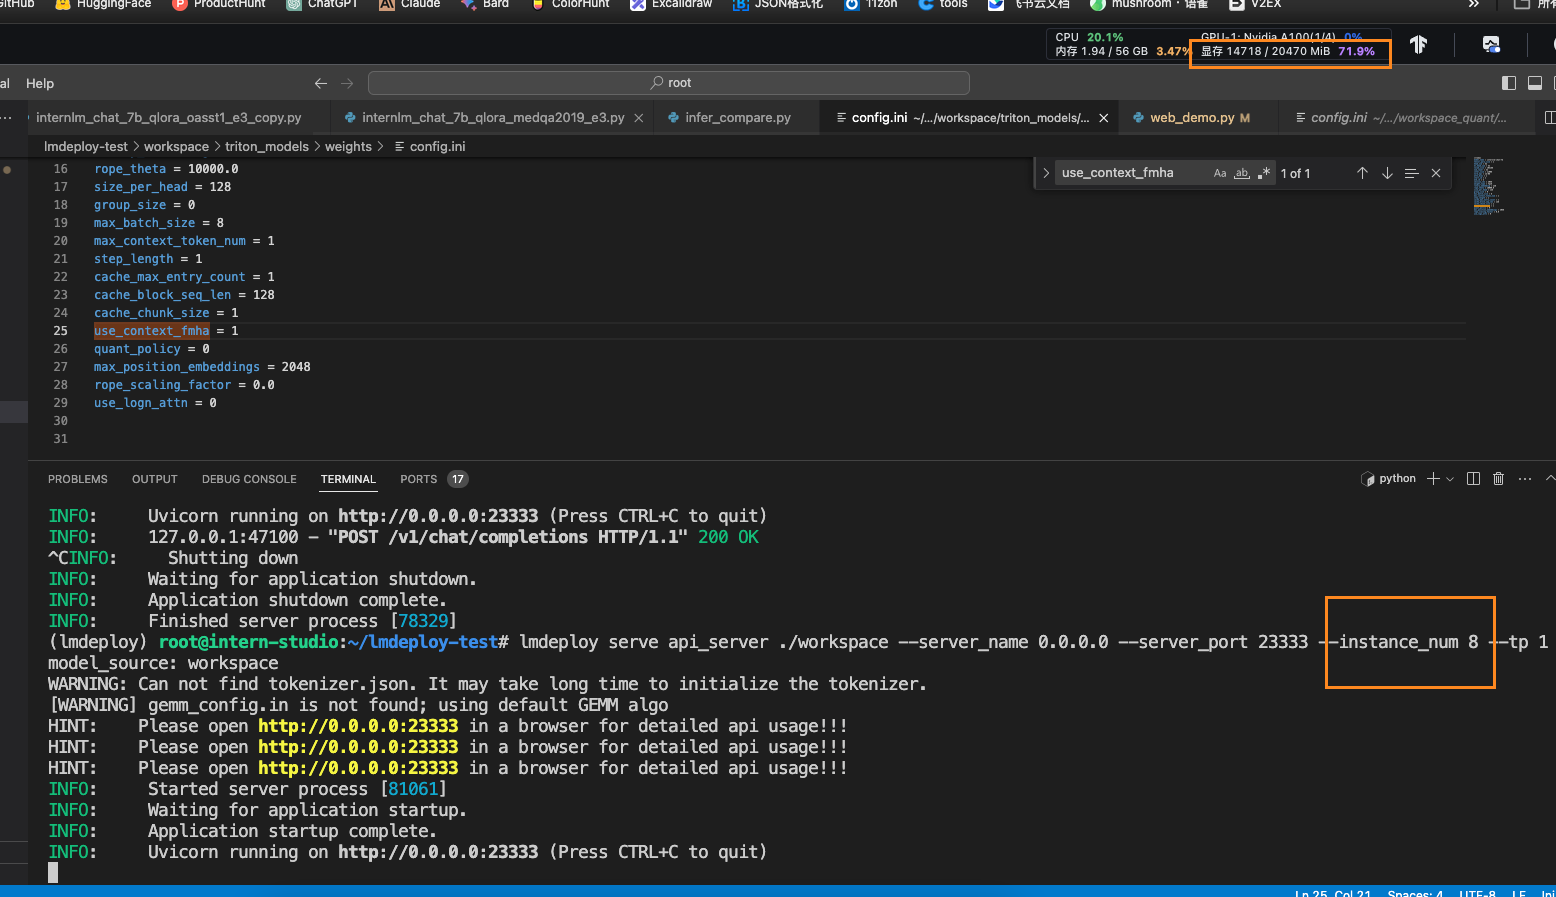 GitHub HuggingFace ProductHunt ChatGPT Claude Bard ColorHunt Excalidraw JSON格式化 11zon tools 飞书云文档 mushroom · 语雀 V2EX » 所有
CPU 20.1% GPU-1: Nvidia A100(1/4) 0%
内存 1.94 / 56 GB 3.47% 显存 14718 / 20470 MiB 71.9%
al Help ← → root
... internlm_chat_7b_qlora_oasst1_e3_copy.py internlm_chat_7b_qlora_medqa2019_e3.py × infer_compare.py config.ini ~/.../workspace/triton_models/... × web_demo.py M config.ini ~/.../workspace_quant/...
lmdeploy-test > workspace > triton_models > weights > config.ini
use_context_fmha Aa ab .* 1 of 1 ↑ ↓ ×
16 rope_theta = 10000.0
17 size_per_head = 128
18 group_size = 0
19 max_batch_size = 8
20 max_context_token_num = 1
21 step_length = 1
22 cache_max_entry_count = 1
23 cache_block_seq_len = 128
24 cache_chunk_size = 1
25 use_context_fmha = 1
26 quant_policy = 0
27 max_position_embeddings = 2048
28 rope_scaling_factor = 0.0
29 use_logn_attn = 0
30
31
PROBLEMS OUTPUT DEBUG CONSOLE TERMINAL PORTS 17 python
INFO: Uvicorn running on http://0.0.0.0:23333 (Press CTRL+C to quit)
INFO: 127.0.0.1:47100 - "POST /v1/chat/completions HTTP/1.1" 200 OK
^CINFO: Shutting down
INFO: Waiting for application shutdown.
INFO: Application shutdown complete.
INFO: Finished server process [78329]
(lmdeploy) root@intern-studio:~/lmdeploy-test# lmdeploy serve api_server ./workspace --server_name 0.0.0.0 --server_port 23333 --instance_num 8 --tp 1
model_source: workspace
WARNING: Can not find tokenizer.json. It may take long time to initialize the tokenizer.
[WARNING] gemm_config.in is not found; using default GEMM algo
HINT: Please open http://0.0.0.0:23333 in a browser for detailed api usage!!!
HINT: Please open http://0.0.0.0:23333 in a browser for detailed api usage!!!
HINT: Please open http://0.0.0.0:23333 in a browser for detailed api usage!!!
INFO: Started server process [81061]
INFO: Waiting for application startup.
INFO: Application startup complete.
INFO: Uvicorn running on http://0.0.0.0:23333 (Press CTRL+C to quit)
Ln 25, Col 21 Spaces: 4 UTF-8 LF Ini